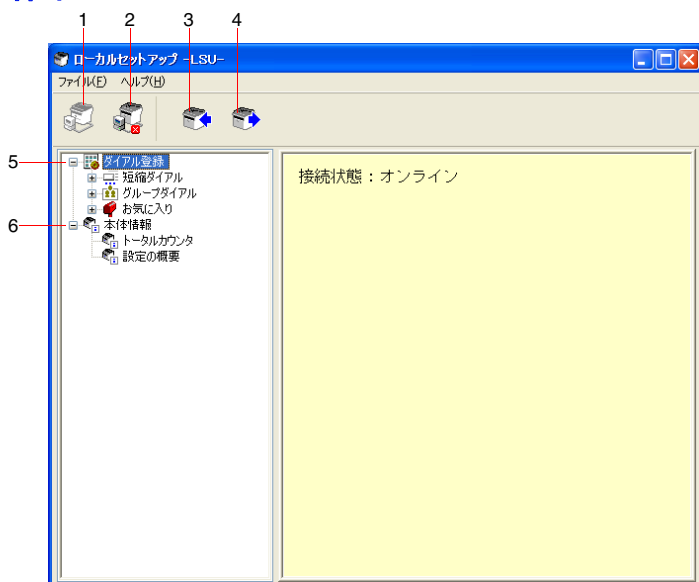 1 2 3 4
ローカルセットアップ -LSU-
ファイル(F) ヘルプ(H)
5 ダイアル登録
短縮ダイアル
グループダイアル
お気に入り
6 本体情報
トータルカウンタ
設定の概要
接続状態：オンライン